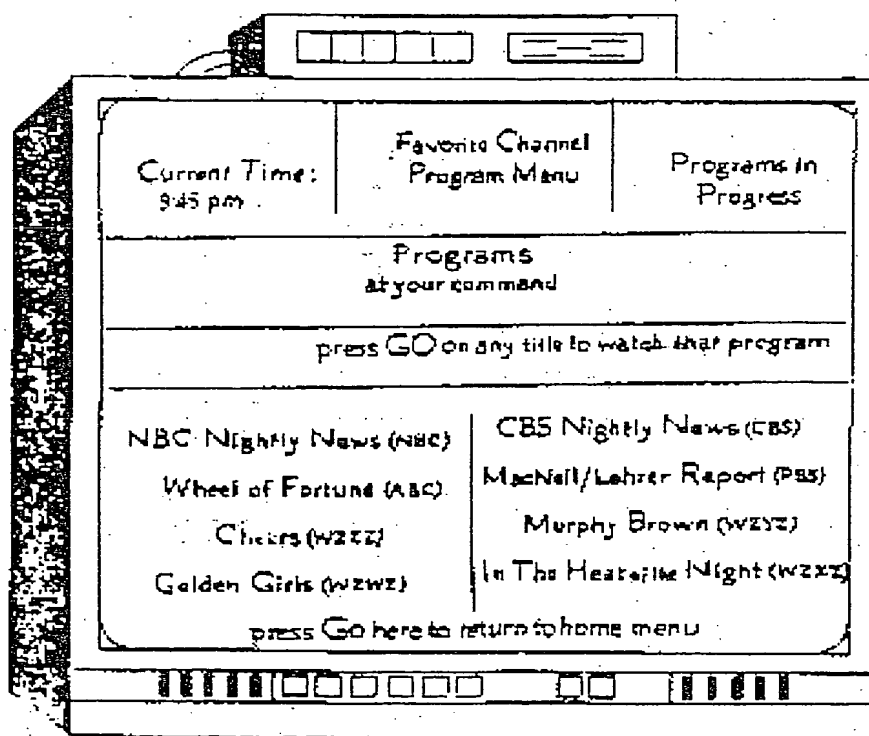 Current Time:
9:45 pm
Favorite Channel
Program Menu
Programs in
Progress
Programs
at your command
press GO on any title to watch that program
NBC Nightly News (NBC)
Wheel of Fortune (ABC)
Cheers (WZXZ)
Golden Girls (WZWZ)
CBS Nightly News (CBS)
MacNeil/Lehrer Report (PBS)
Murphy Brown (WZYZ)
In The Heat of the Night (WZXZ)
press Go here to return to home menu